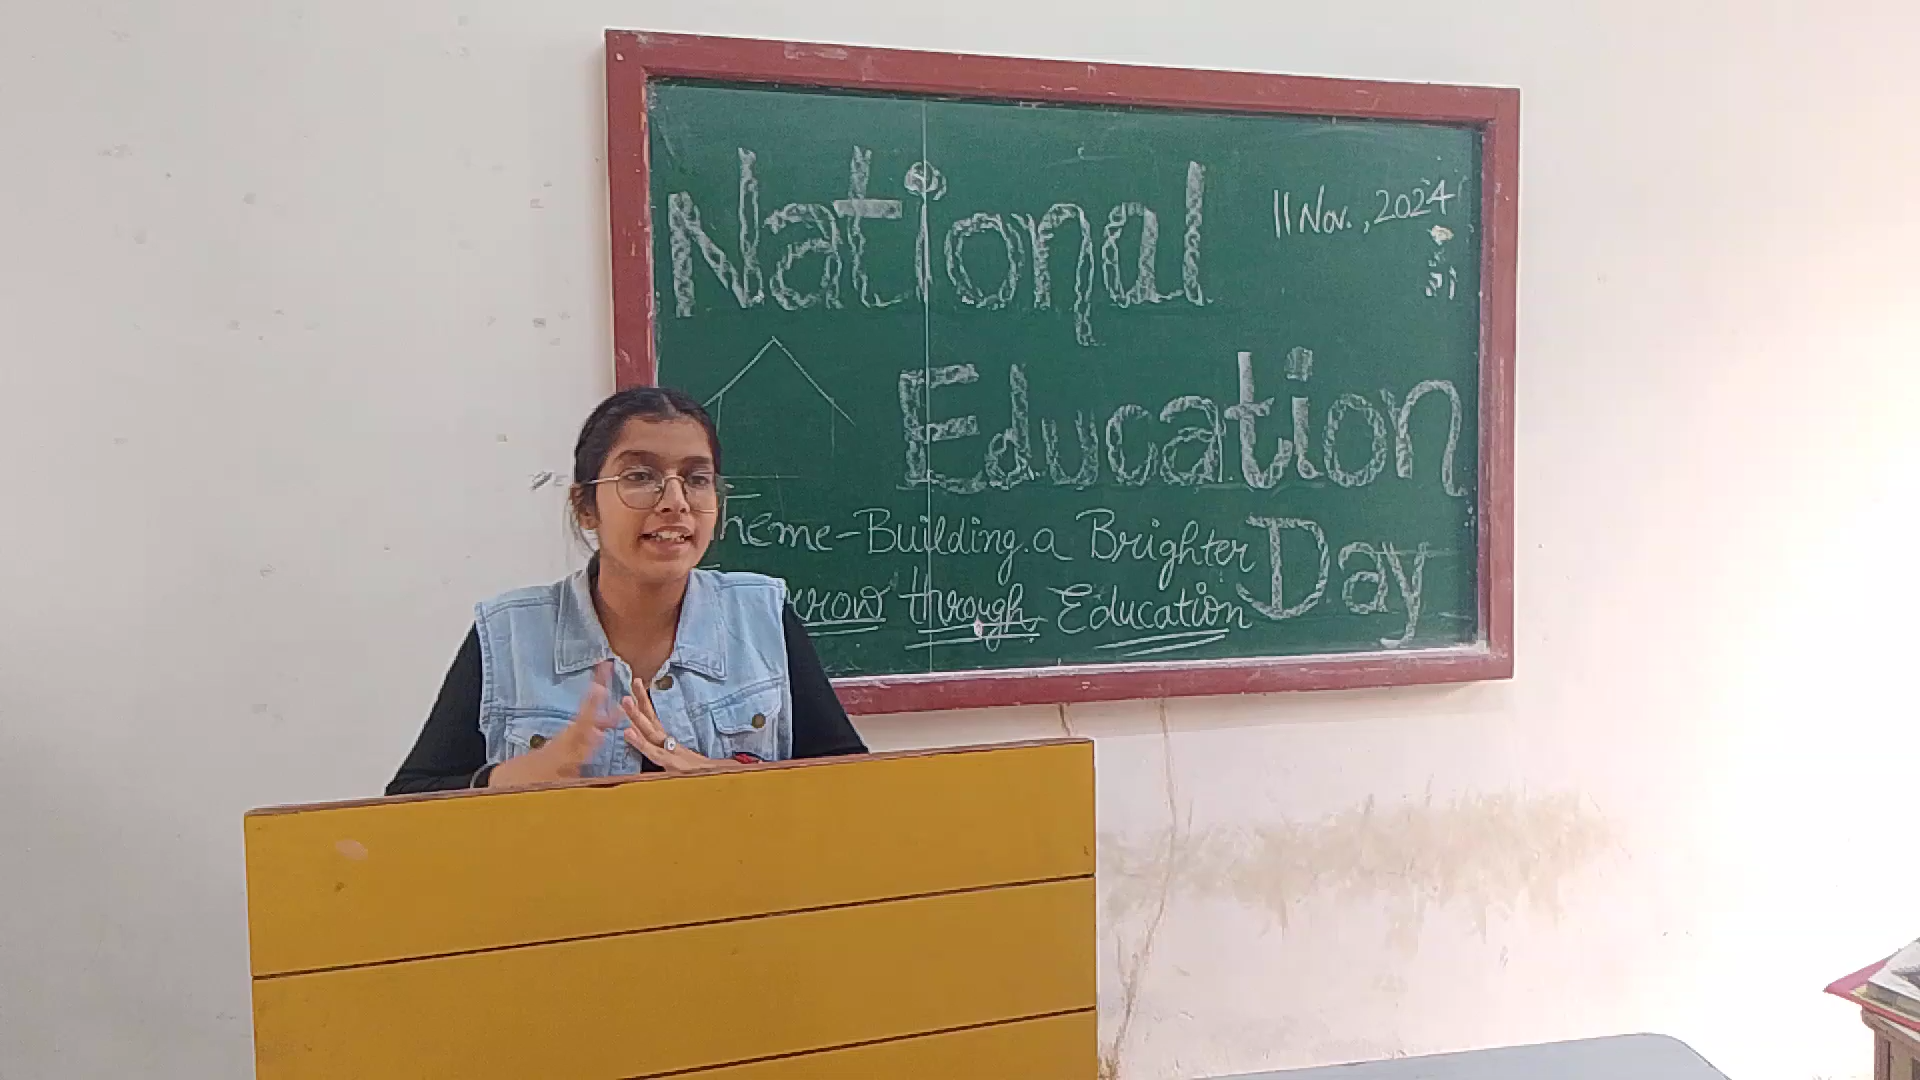 National
11 Nov., 2024
Education
Day
Theme-Building a Brighter
through Education